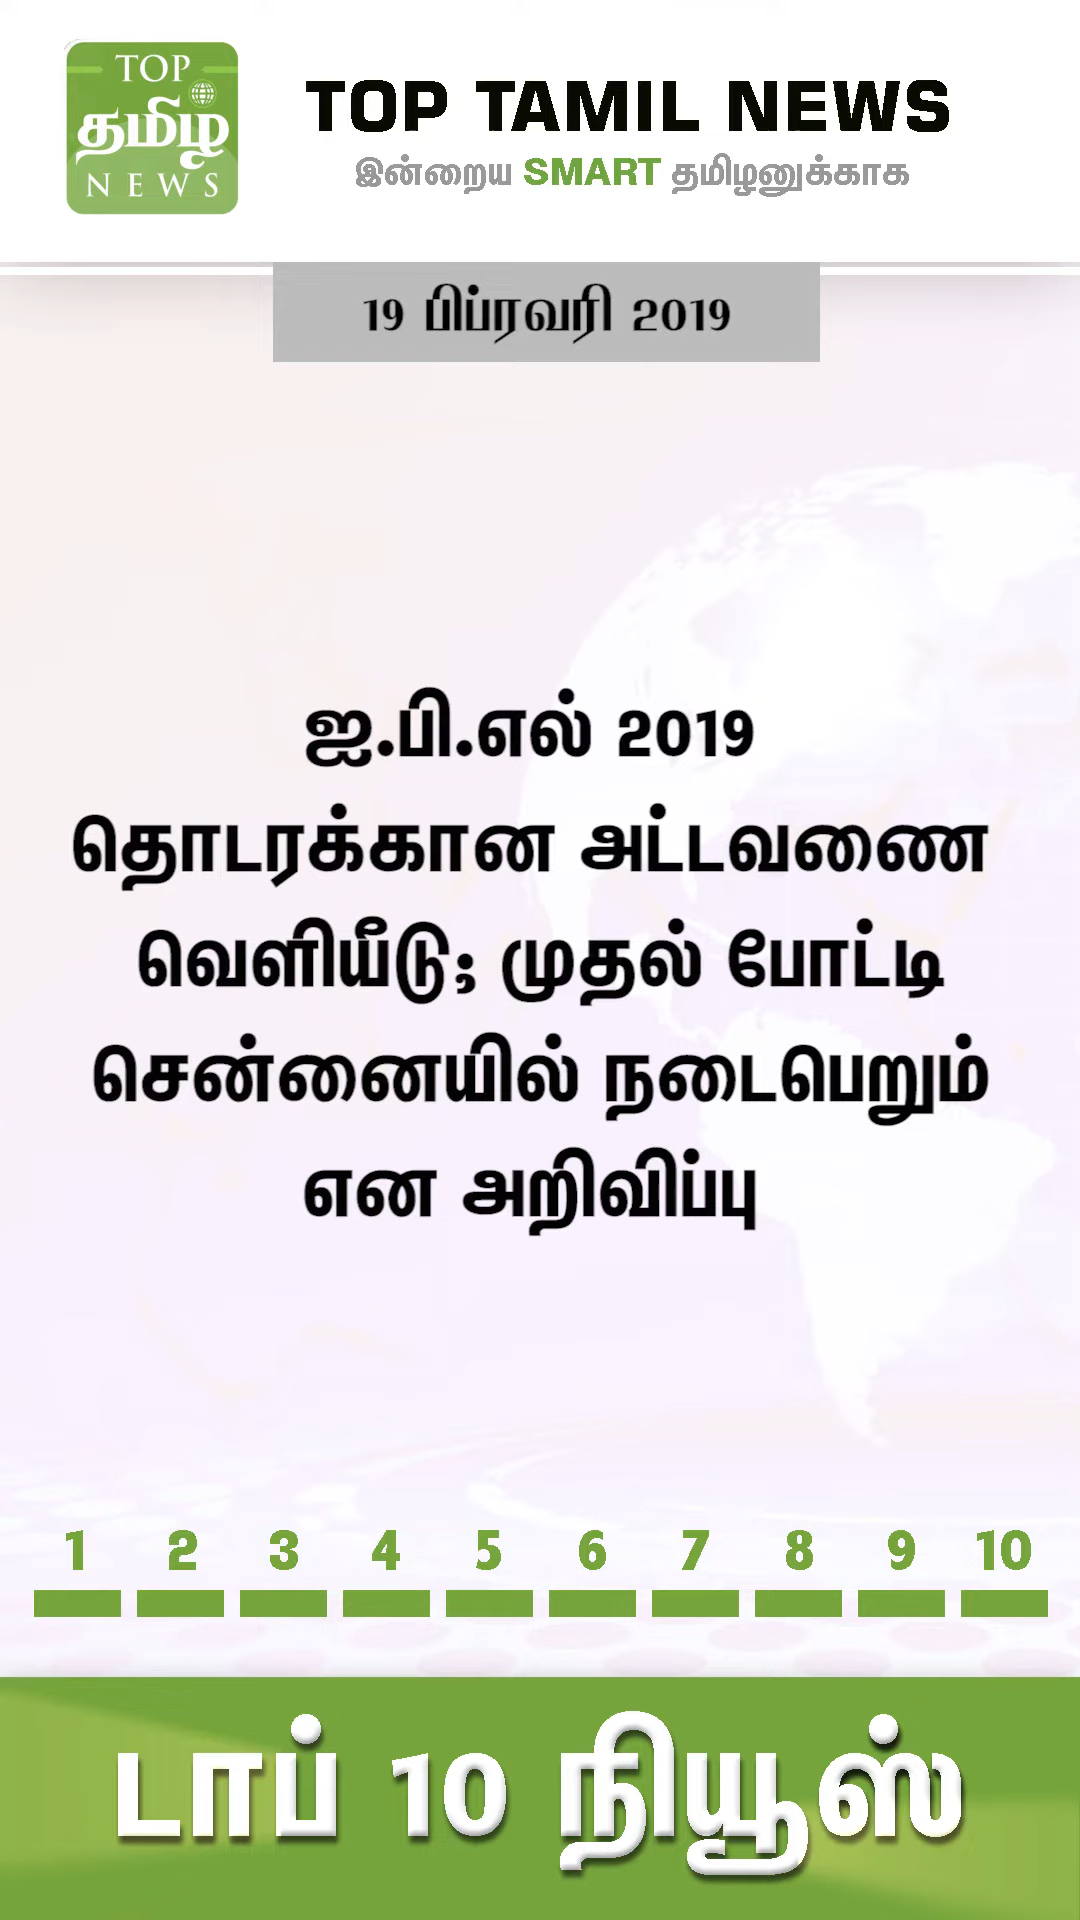 TOP
தமிழ்
NEWS
TOP TAMIL NEWS
இன்றைய SMART தமிழனுக்காக
19 பிப்ரவரி 2019
ஐ.பி.எல் 2019
தொடரக்கான அட்டவணை
வெளியீடு; முதல் போட்டி
சென்னையில் நடைபெறும்
என அறிவிப்பு
1 2 3 4 5 6 7 8 9 10
டாப் 10 நியூஸ்